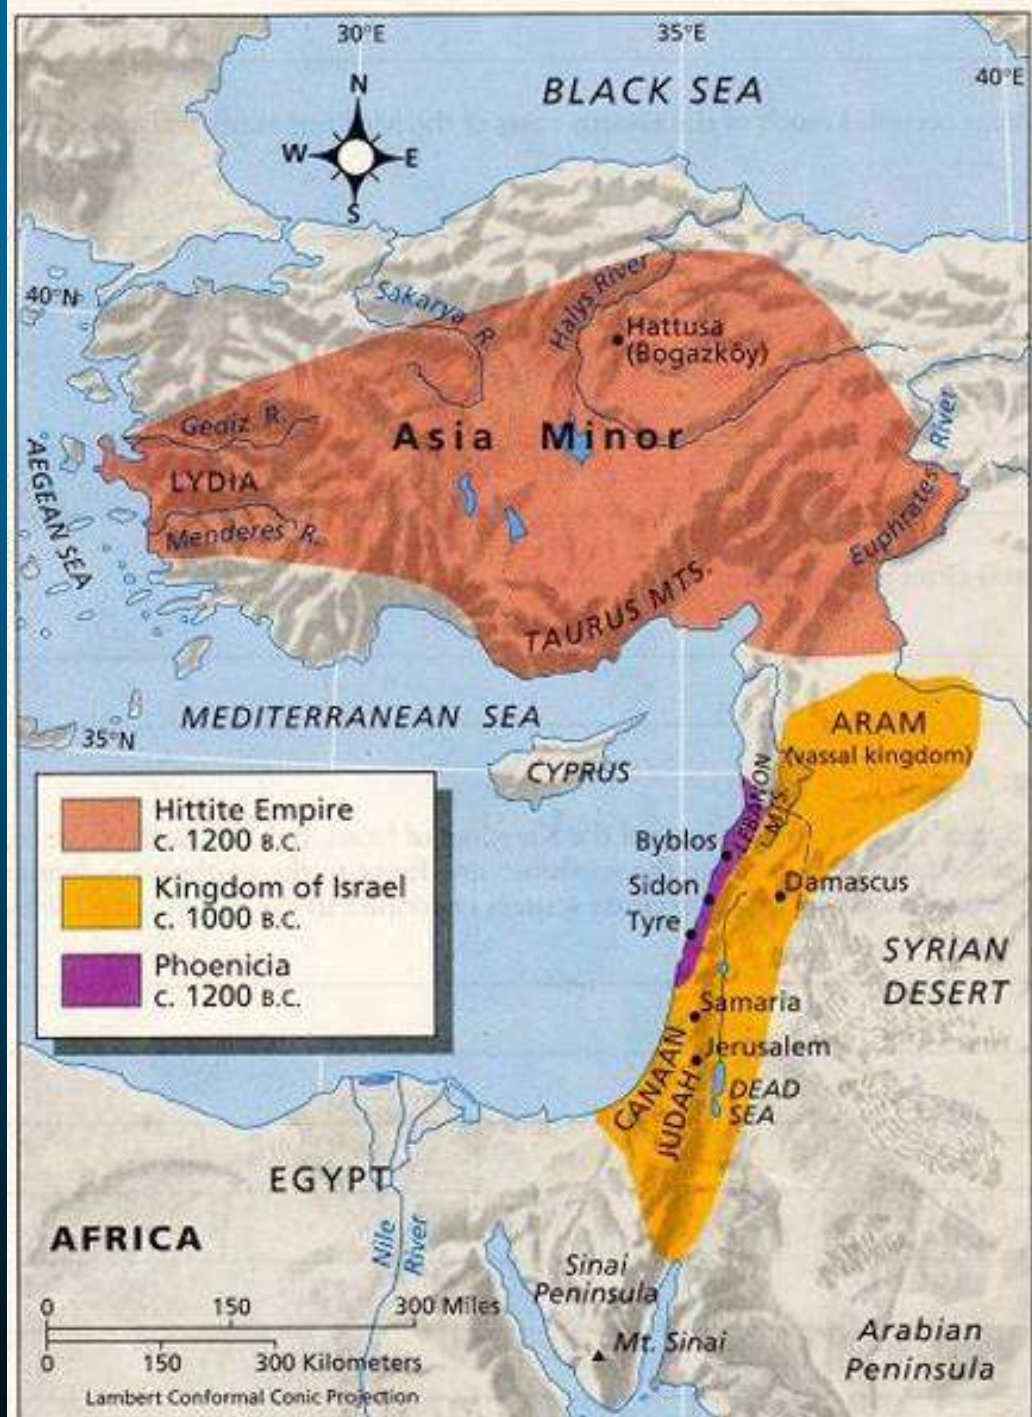 30°E
35°E
40°E
BLACK SEA
N
W
E
S
40°N
Sakarya R.
Halys River
Hattusa
(Bogazköy)
Gediz R.
Asia Minor
River
Euphrates
AEGEAN SEA
LYDIA
Menderes R.
TAURUS MTS.
MEDITERRANEAN SEA
35°N
CYPRUS
ARAM
(vassal kingdom)
LEBANON
MTS.
Hittite Empire
c. 1200 B.C.
Kingdom of Israel
c. 1000 B.C.
Phoenicia
c. 1200 B.C.
Byblos
Sidon
Damascus
Tyre
SYRIAN
DESERT
Samaria
Jerusalem
CANAAN
JUDAH
DEAD
SEA
EGYPT
AFRICA
Nile
River
Sinai
Peninsula
Mt. Sinai
Arabian
Peninsula
0 150 300 Miles
0 150 300 Kilometers
Lambert Conformal Conic Projection